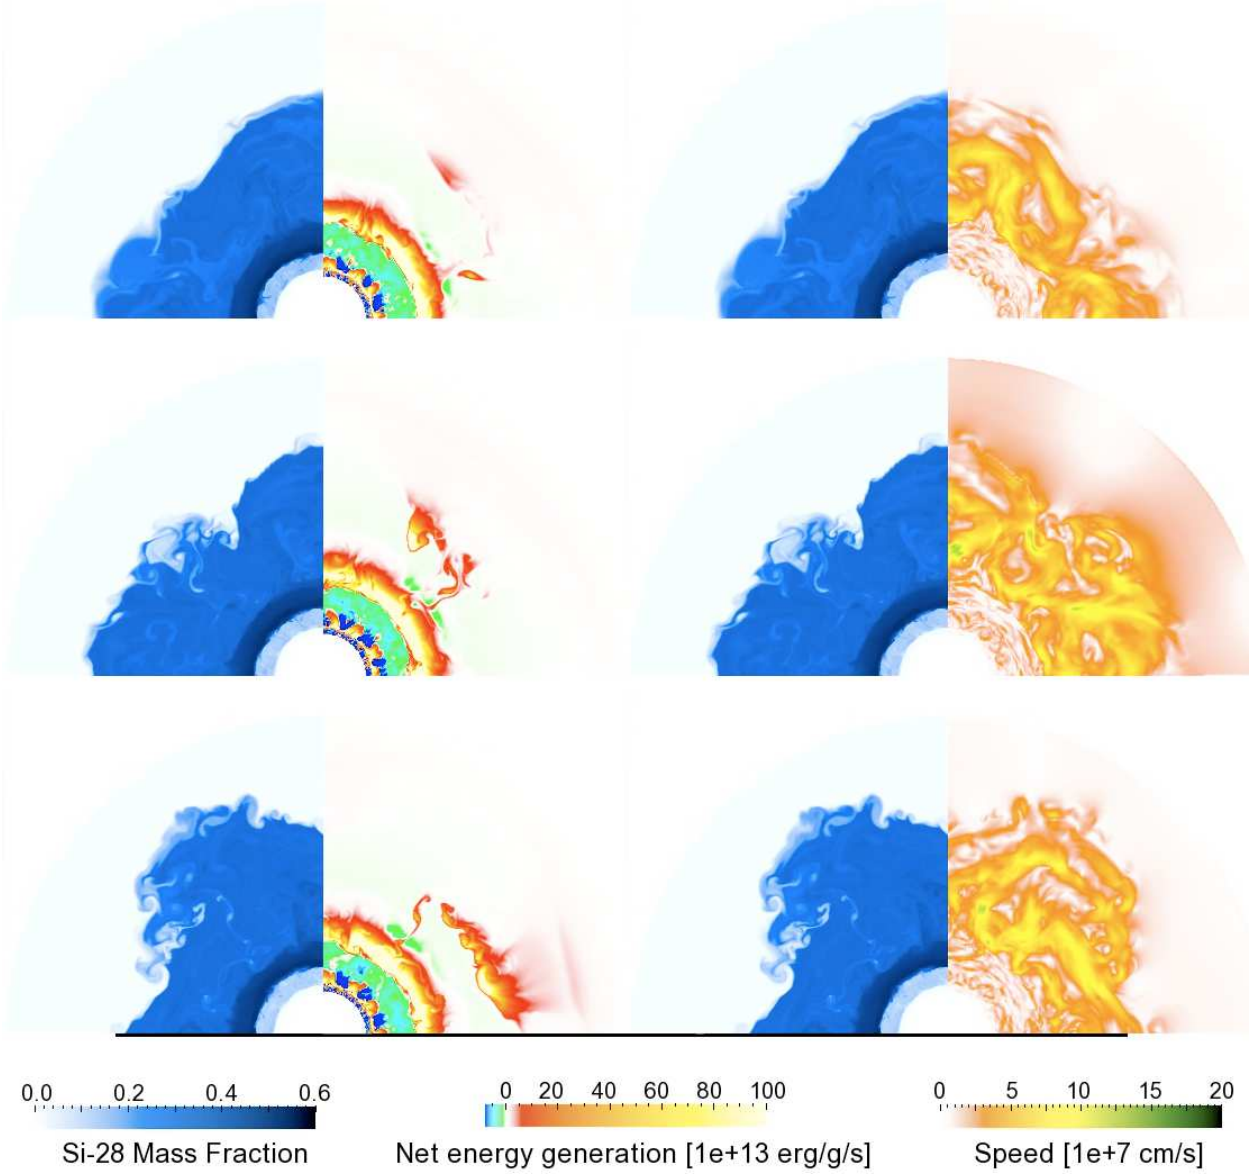 0.0 0.2 0.4 0.6
Si-28 Mass Fraction
0 20 40 60 80 100
Net energy generation [1e+13 erg/g/s]
0 5 10 15 20
Speed [1e+7 cm/s]